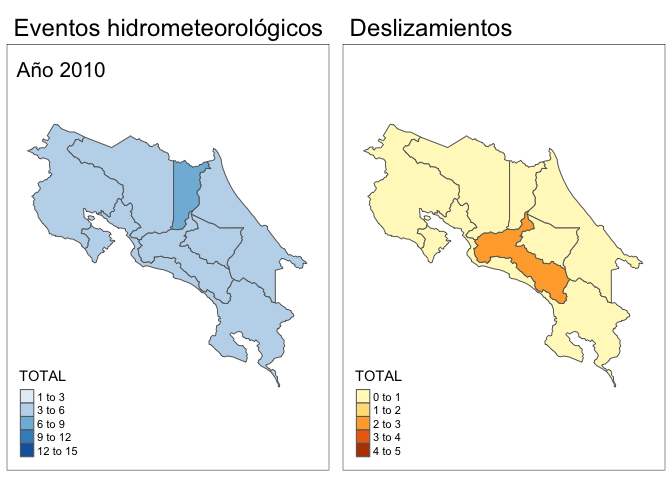 Eventos hidrometeorológicos
Año 2010
TOTAL
1 to 3
3 to 6
6 to 9
9 to 12
12 to 15
Deslizamientos
TOTAL
0 to 1
1 to 2
2 to 3
3 to 4
4 to 5